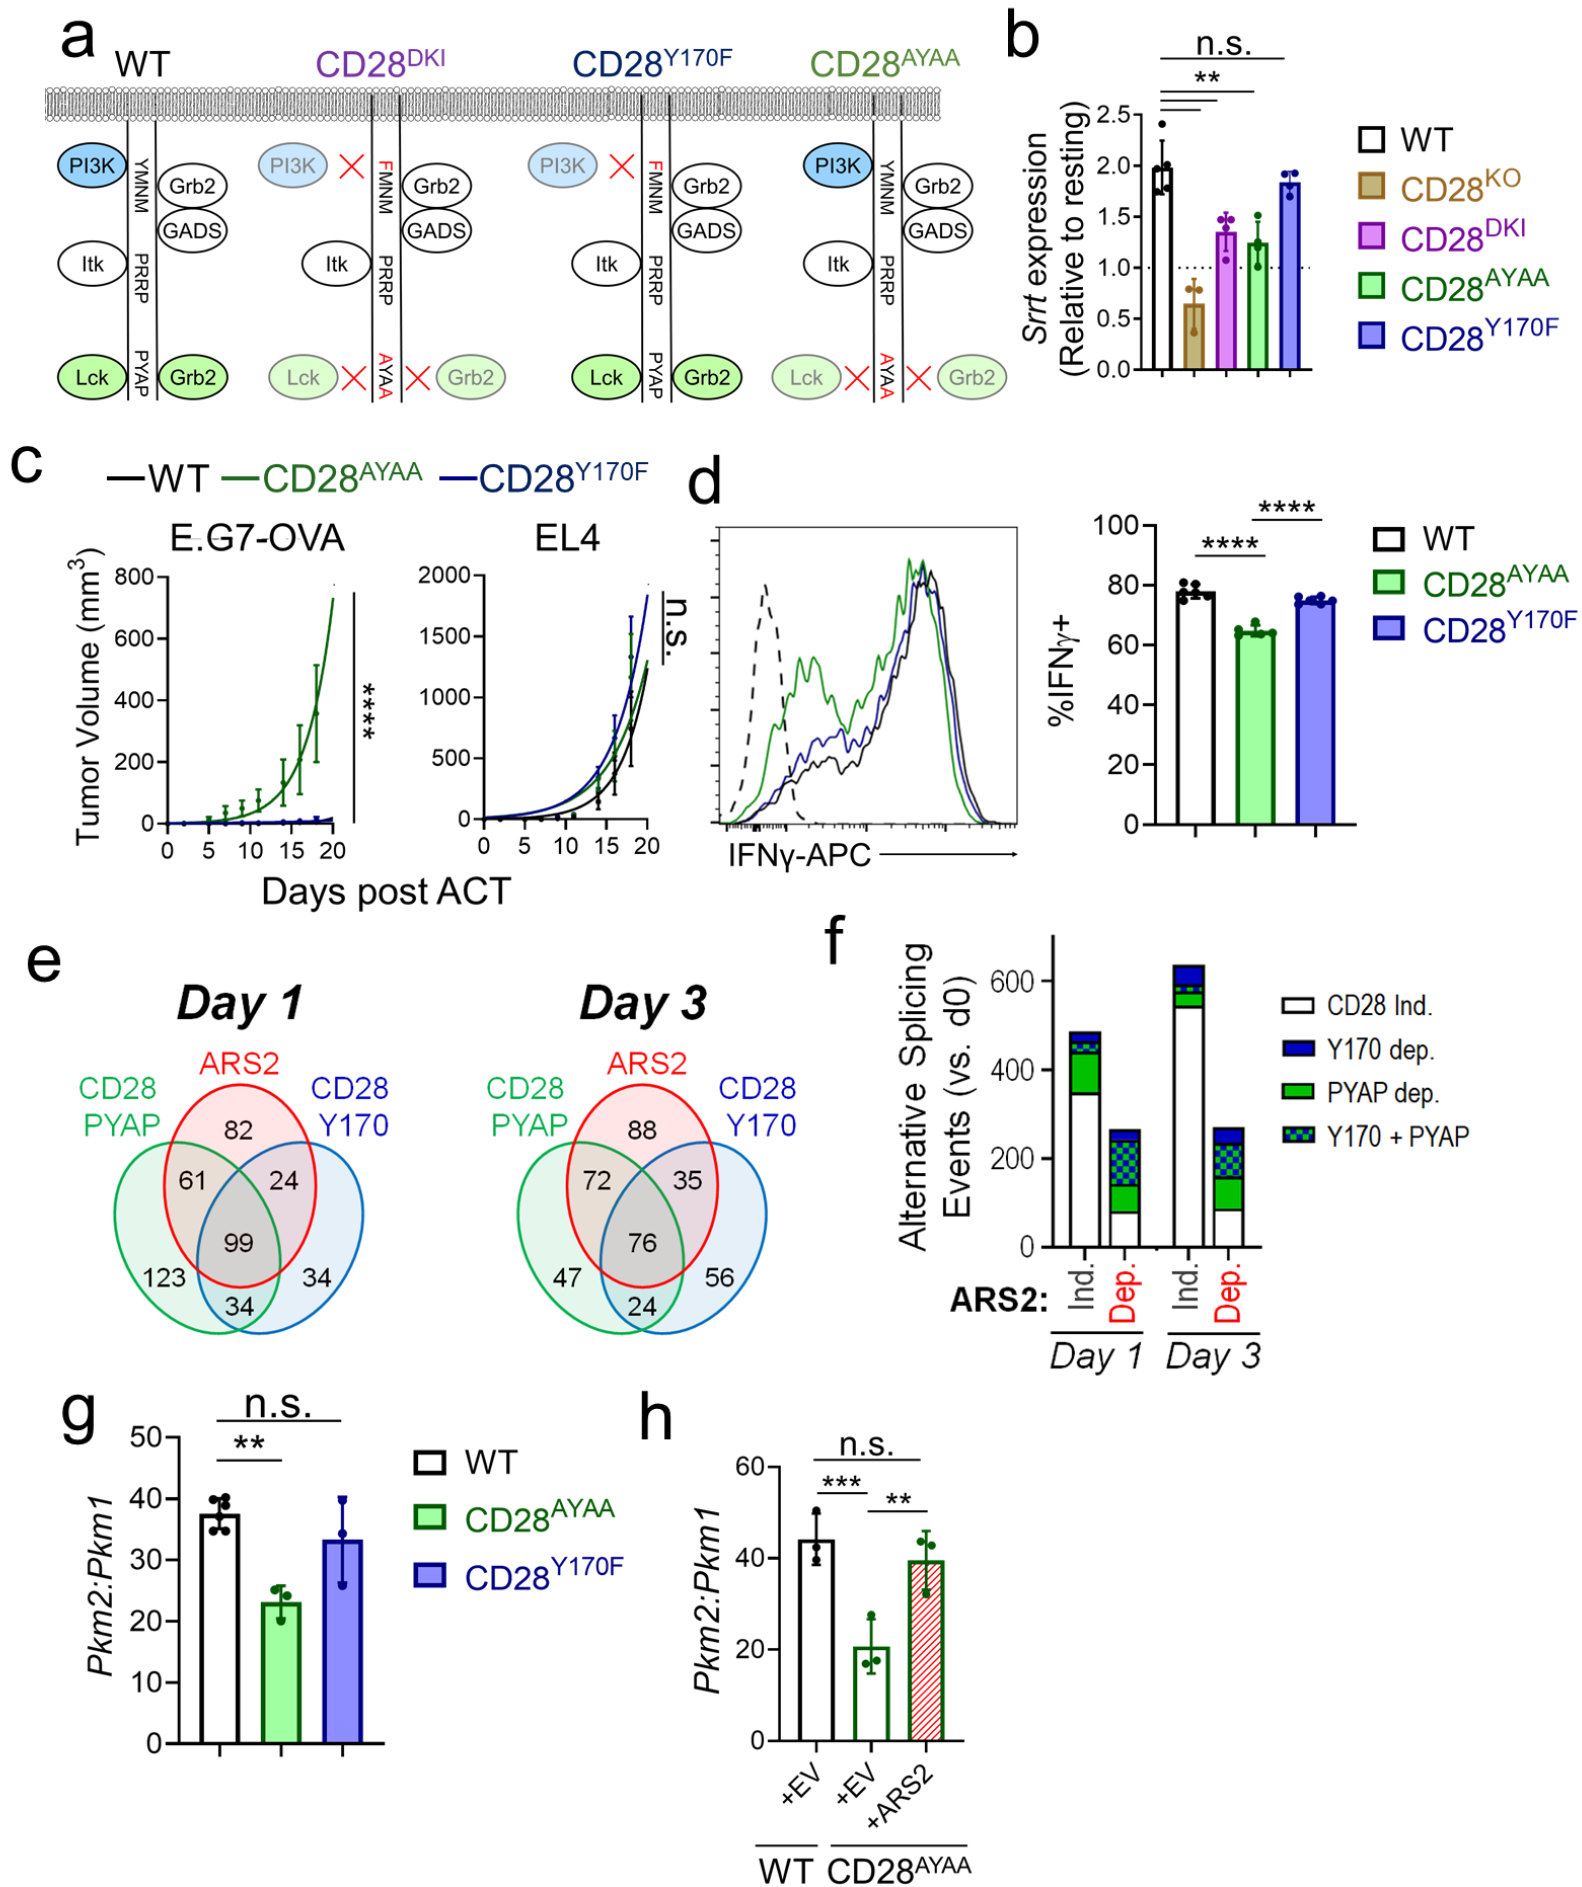 a
WT
CD28DKI
CD28Y170F
CD28AYAA
PI3K
YMNM
Grb2
GADS
Itk
PRRP
Lck
PYAP
Grb2
PI3K
FMNM
Grb2
GADS
Itk
PRRP
Lck
AYAA
Grb2
PI3K
FMNM
Grb2
GADS
Itk
PRRP
Lck
PYAP
Grb2
PI3K
YMNM
Grb2
GADS
Itk
PRRP
Lck
AYAA
Grb2
b
n.s.
**
Srrt expression
(Relative to resting)
2.5
2.0
1.5
1.0
0.5
0.0
WT
CD28KO
CD28DKI
CD28AYAA
CD28Y170F
c
WT CD28AYAA CD28Y170F
E.G7-OVA
EL4
Tumor Volume (mm3)
800
600
400
200
0
0 5 10 15 20
****
2000
1500
1000
500
0
0 5 10 15 20
n.s.
Days post ACT
d
IFNγ-APC
%IFNγ+
100
80
60
40
20
0
****
****
WT
CD28AYAA
CD28Y170F
e
Day 1
ARS2
CD28
PYAP
CD28
Y170
82
61
24
99
123
34
34
Day 3
ARS2
CD28
PYAP
CD28
Y170
88
72
35
76
47
56
24
f
Alternative Splicing
Events (vs. d0)
600
400
200
0
CD28 Ind.
Y170 dep.
PYAP dep.
Y170 + PYAP
ARS2:
Ind.
Dep.
Ind.
Dep.
Day 1
Day 3
g
n.s.
**
Pkm2:Pkm1
50
40
30
20
10
0
WT
CD28AYAA
CD28Y170F
h
n.s.
***
**
Pkm2:Pkm1
60
40
20
0
+EV
+EV
+ARS2
WT
CD28AYAA